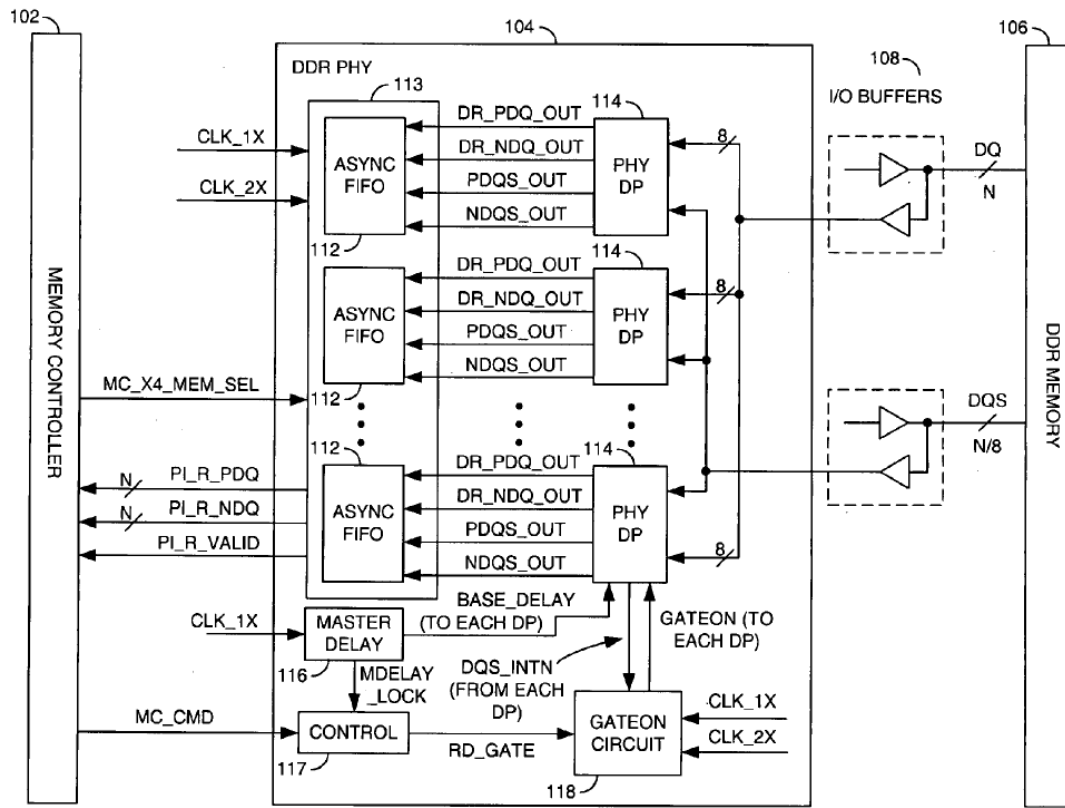 102
104
106
108
DDR PHY
I/O BUFFERS
113
CLK_1X
CLK_2X
ASYNC
FIFO
112
DR_PDQ_OUT
DR_NDQ_OUT
PDQS_OUT
NDQS_OUT
114
PHY
DP
8
DQ
N
ASYNC
FIFO
112
DR_PDQ_OUT
DR_NDQ_OUT
PDQS_OUT
NDQS_OUT
114
PHY
DP
8
MEMORY CONTROLLER
DDR MEMORY
MC_X4_MEM_SEL
DQS
N/8
112
114
ASYNC
FIFO
DR_PDQ_OUT
DR_NDQ_OUT
PDQS_OUT
NDQS_OUT
PHY
DP
8
N PI_R_PDQ
N PI_R_NDQ
PI_R_VALID
CLK_1X
MASTER
DELAY
116
BASE_DELAY
(TO EACH DP)
GATEON (TO
EACH DP)
MDELAY
_LOCK
DQS_INTN
(FROM EACH
DP)
MC_CMD
CONTROL
117
RD_GATE
GATEON
CIRCUIT
118
CLK_1X
CLK_2X